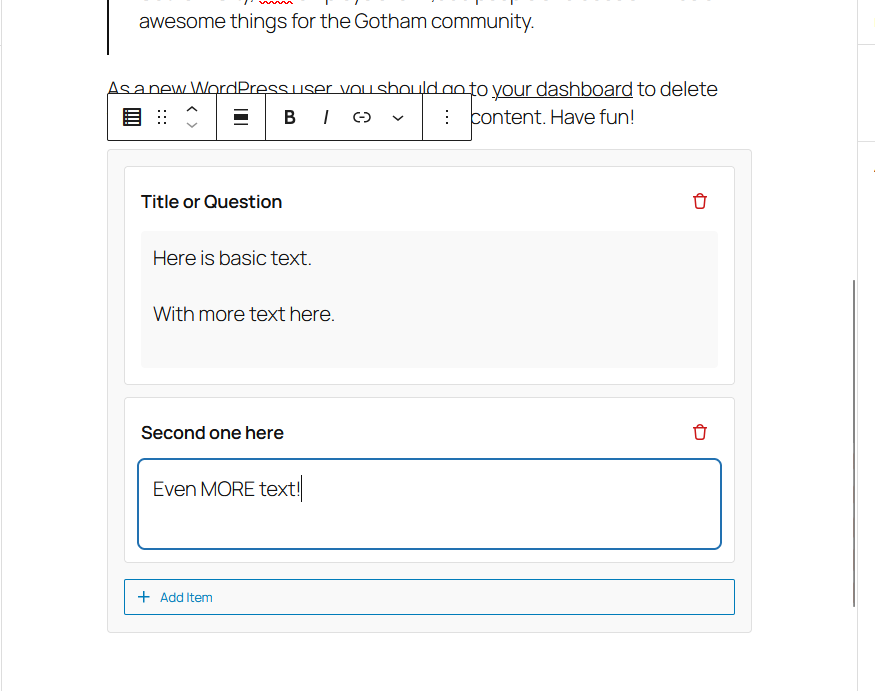 awesome things for the Gotham community.
As a new WordPress user, you should go to your dashboard to delete
content. Have fun!
B I
Title or Question
Here is basic text.
With more text here.
Second one here
Even MORE text!
+ Add Item